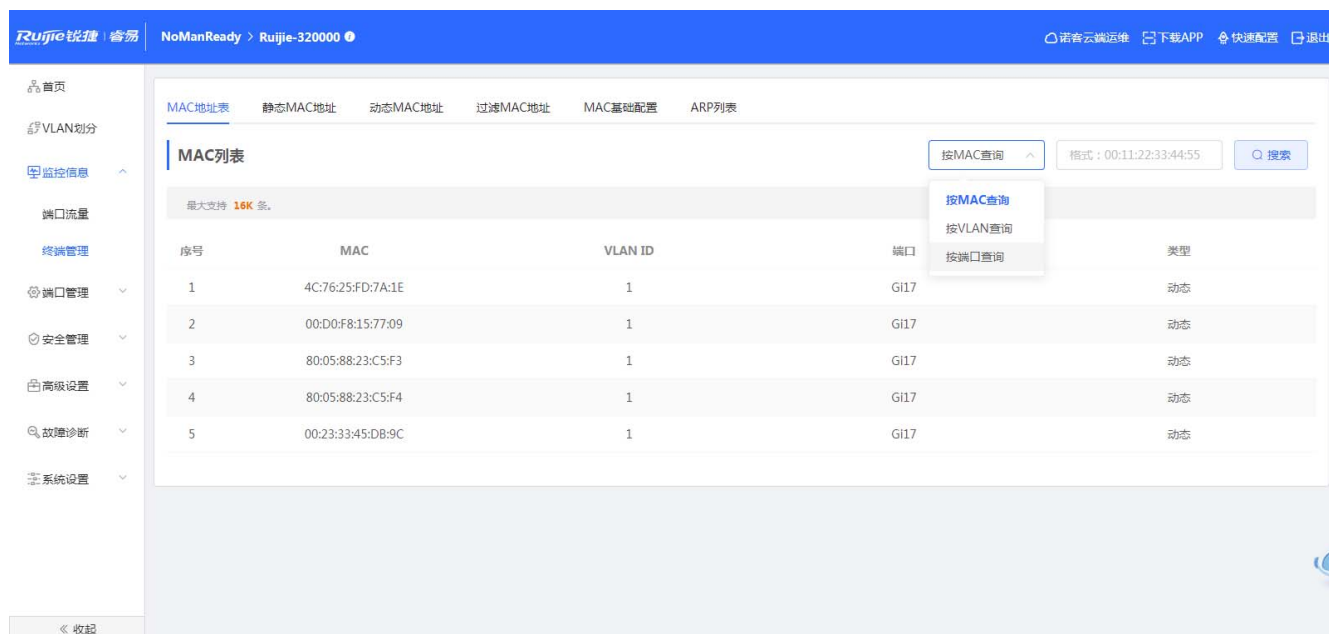 Ruijie锐捷 | 睿易 NoManReady > Ruijie-320000
诺客云端运维 下载APP 快速配置 退出
首页
VLAN划分
监控信息
端口流量
终端管理
端口管理
安全管理
高级设置
故障诊断
系统设置
收起
MAC地址表 静态MAC地址 动态MAC地址 过滤MAC地址 MAC基础配置 ARP列表
MAC列表
按MAC查询 格式：00:11:22:33:44:55 搜索
按MAC查询
按VLAN查询
按端口查询
最大支持 16K 条。
序号 MAC VLAN ID 端口 类型
1 4C:76:25:FD:7A:1E 1 Gi17 动态
2 00:D0:F8:15:77:09 1 Gi17 动态
3 80:05:88:23:C5:F3 1 Gi17 动态
4 80:05:88:23:C5:F4 1 Gi17 动态
5 00:23:33:45:DB:9C 1 Gi17 动态